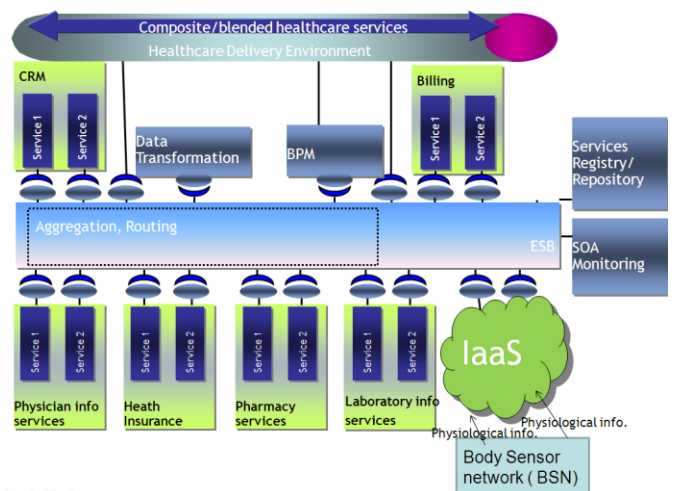 Composite/blended healthcare services
Healthcare Delivery Environment
CRM
Service 1
Service 2
Data
Transformation
BPM
Billing
Service 1
Service 2
Services
Registry/
Repository
Aggregation, Routing
ESB
SOA
Monitoring
Service 1
Service 2
Physician info
services
Service 1
Service 2
Heath
Insurance
Service 1
Service 2
Pharmacy
services
Service 1
Service 2
Laboratory info
services
IaaS
Physiological info.
Physiological info.
Body Sensor
network ( BSN)